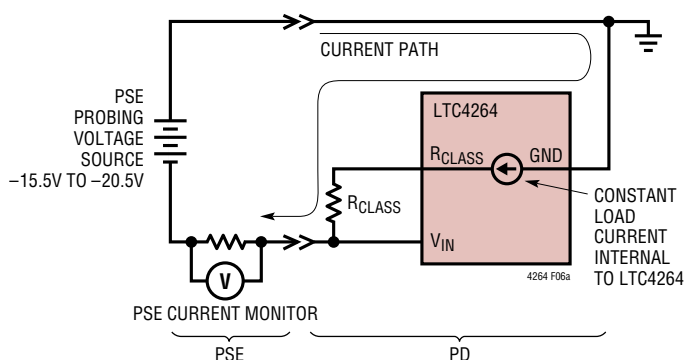 CURRENT PATH
PSE
PROBING
VOLTAGE
SOURCE
–15.5V TO –20.5V
LTC4264
RCLASS
GND
RCLASS
VIN
CONSTANT
LOAD
CURRENT
INTERNAL
TO LTC4264
4264 F06a
V
PSE CURRENT MONITOR
PSE
PD